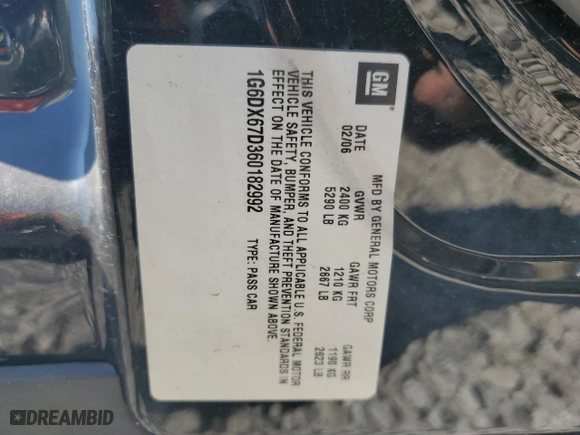 GM
MFD BY GENERAL MOTORS CORP
DATE GVWR GAWR FRT GAWR RR
02/06 2400 KG 1210 KG 1190 KG
5290 LB 2667 LB 2623 LB
THIS VEHICLE CONFORMS TO ALL APPLICABLE U.S. FEDERAL MOTOR
VEHICLE SAFETY, BUMPER, AND THEFT PREVENTION STANDARDS IN
EFFECT ON THE DATE OF MANUFACTURE SHOWN ABOVE.
1G6DX67D360182992 TYPE: PASS CAR
DREAMBID